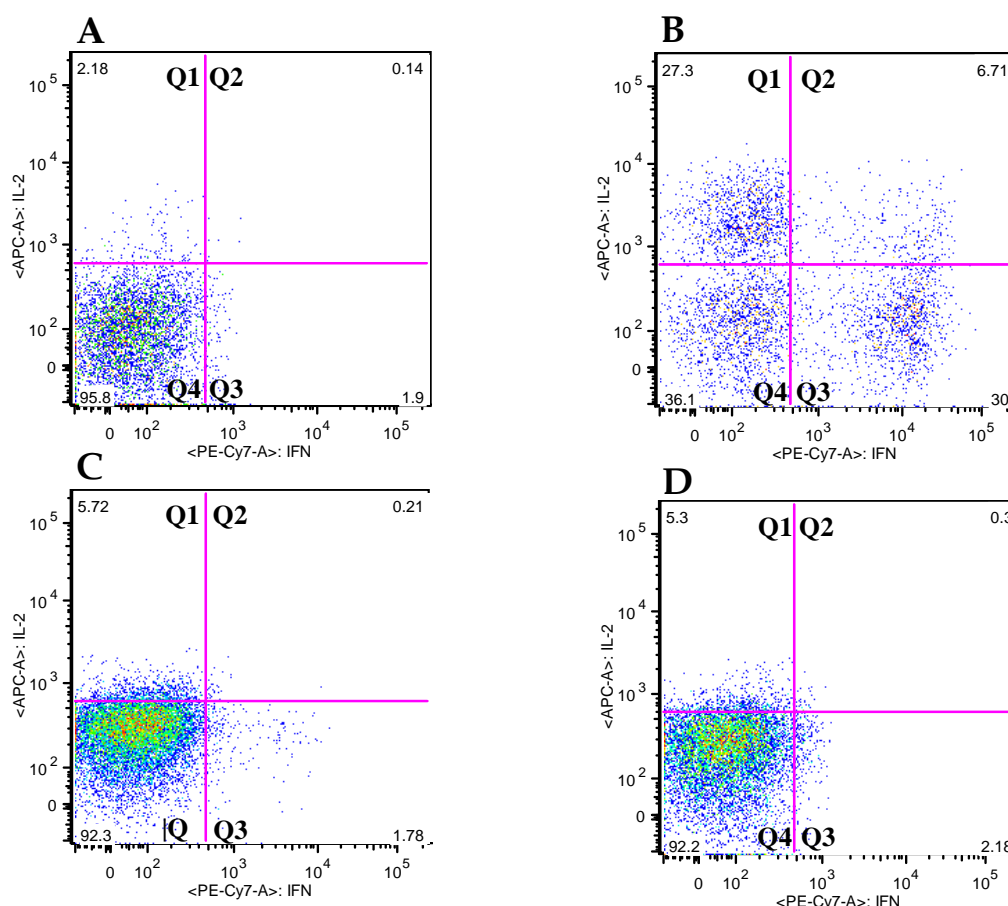 A
2.18 Q1 Q2 0.14
10^5
10^4
10^3
10^2
0
<APC-A>: IL-2
95.8 Q4 Q3 1.9
0 10^2 10^3 10^4 10^5
<PE-Cy7-A>: IFN
B
27.3 Q1 Q2 6.71
10^5
10^4
10^3
10^2
0
<APC-A>: IL-2
36.1 Q4 Q3 30
0 10^2 10^3 10^4 10^5
<PE-Cy7-A>: IFN
C
5.72 Q1 Q2 0.21
10^5
10^4
10^3
10^2
0
<APC-A>: IL-2
92.3 Q Q3 1.78
0 10^2 10^3 10^4 10^5
<PE-Cy7-A>: IFN
D
5.3 Q1 Q2 0.3
10^5
10^4
10^3
10^2
0
<APC-A>: IL-2
92.2 Q4 Q3 2.18
0 10^2 10^3 10^4 10^5
<PE-Cy7-A>: IFN